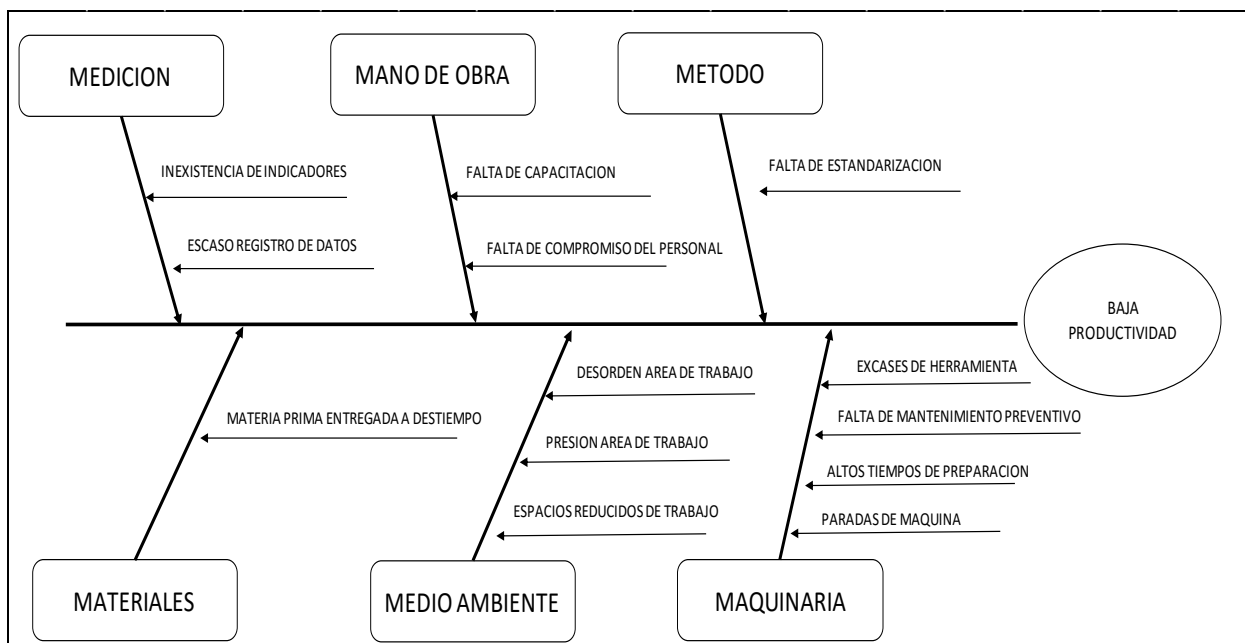 MEDICION
MANO DE OBRA
METODO
INEXISTENCIA DE INDICADORES
FALTA DE CAPACITACION
FALTA DE ESTANDARIZACION
ESCASO REGISTRO DE DATOS
FALTA DE COMPROMISO DEL PERSONAL
BAJA
PRODUCTIVIDAD
DESORDEN AREA DE TRABAJO
EXCASES DE HERRAMIENTA
MATERIA PRIMA ENTREGADA A DESTIEMPO
FALTA DE MANTENIMIENTO PREVENTIVO
PRESION AREA DE TRABAJO
ALTOS TIEMPOS DE PREPARACION
ESPACIOS REDUCIDOS DE TRABAJO
PARADAS DE MAQUINA
MATERIALES
MEDIO AMBIENTE
MAQUINARIA